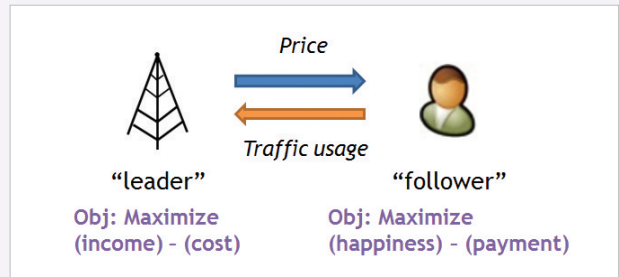 Price
Traffic usage
“leader”
“follower”
Obj: Maximize
(income) – (cost)
Obj: Maximize
(happiness) – (payment)